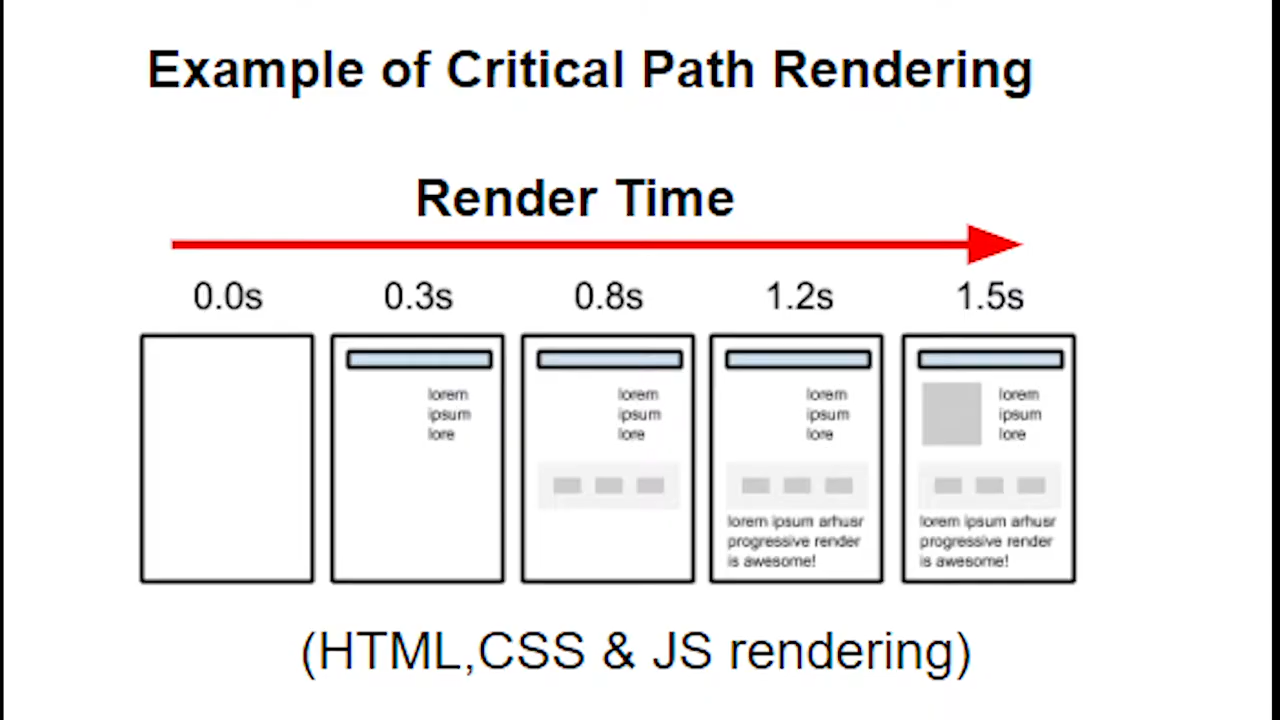 Example of Critical Path Rendering
Render Time
0.0s 0.3s 0.8s 1.2s 1.5s
lorem
ipsum
lore
lorem
ipsum
lore
lorem
ipsum
lore
lorem ipsum arhusr
progressive render
is awesome!
lorem
ipsum
lore
lorem ipsum arhusr
progressive render
is awesome!
(HTML,CSS & JS rendering)